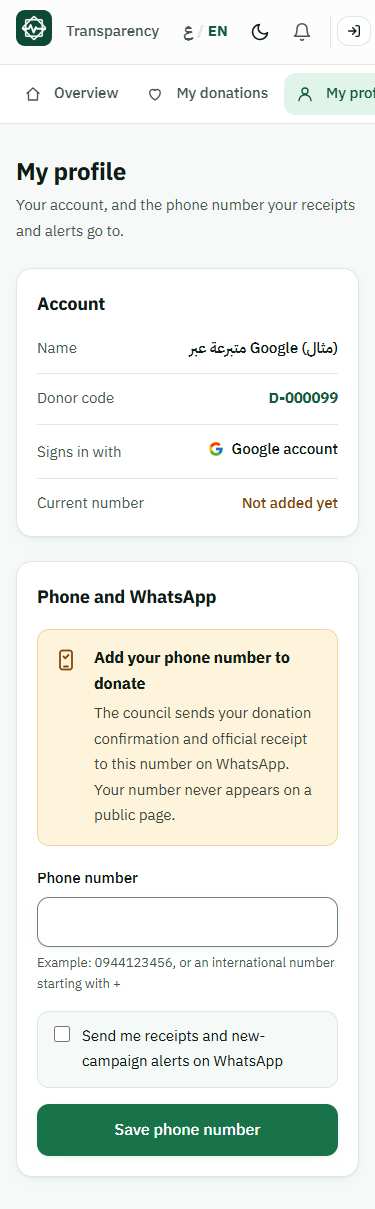 Transparency ع / EN
Overview My donations My prof
My profile
Your account, and the phone number your receipts
and alerts go to.
Account
Name متبرعة عبر Google (مثال)
Donor code D-000099
Signs in with Google account
Current number Not added yet
Phone and WhatsApp
Add your phone number to
donate
The council sends your donation
confirmation and official receipt
to this number on WhatsApp.
Your number never appears on a
public page.
Phone number
Example: 0944123456, or an international number
starting with +
Send me receipts and new-
campaign alerts on WhatsApp
Save phone number